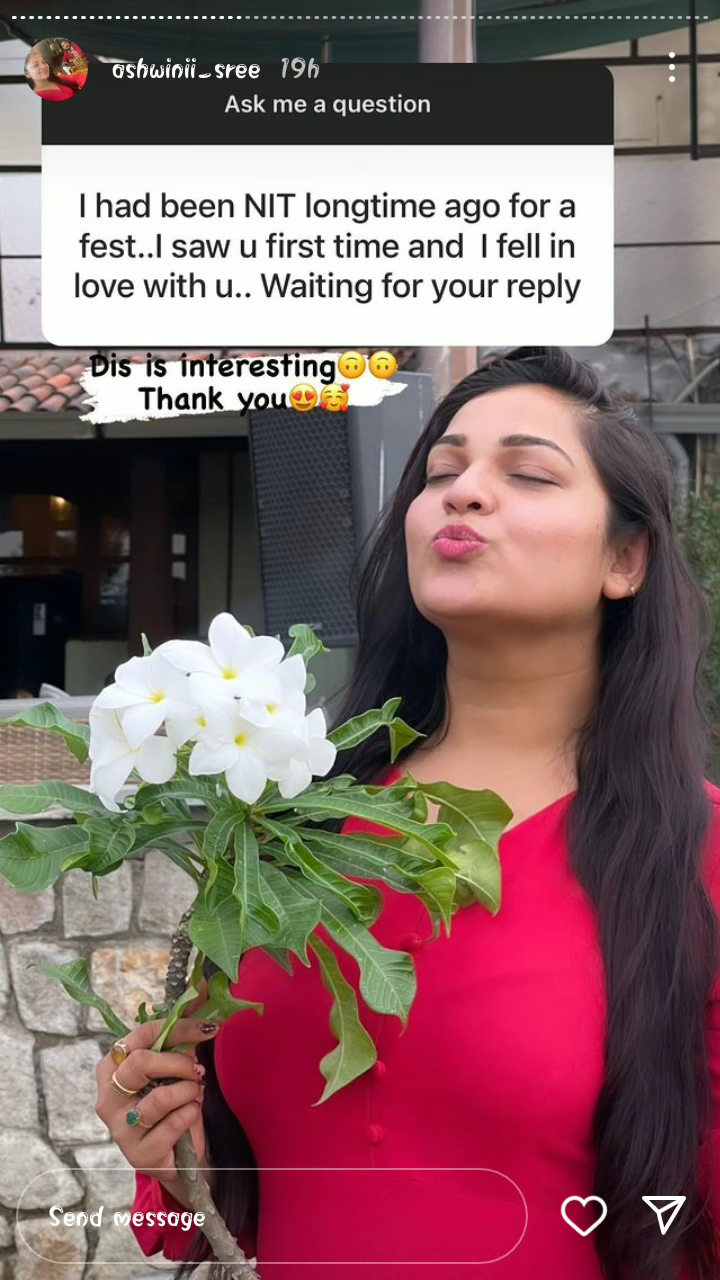 ashwinii_sree 19h
Ask me a question
I had been NIT longtime ago for a
fest..I saw u first time and I fell in
love with u.. Waiting for your reply
Dis is interesting🙃🙃
Thank you😍🥰
Send message